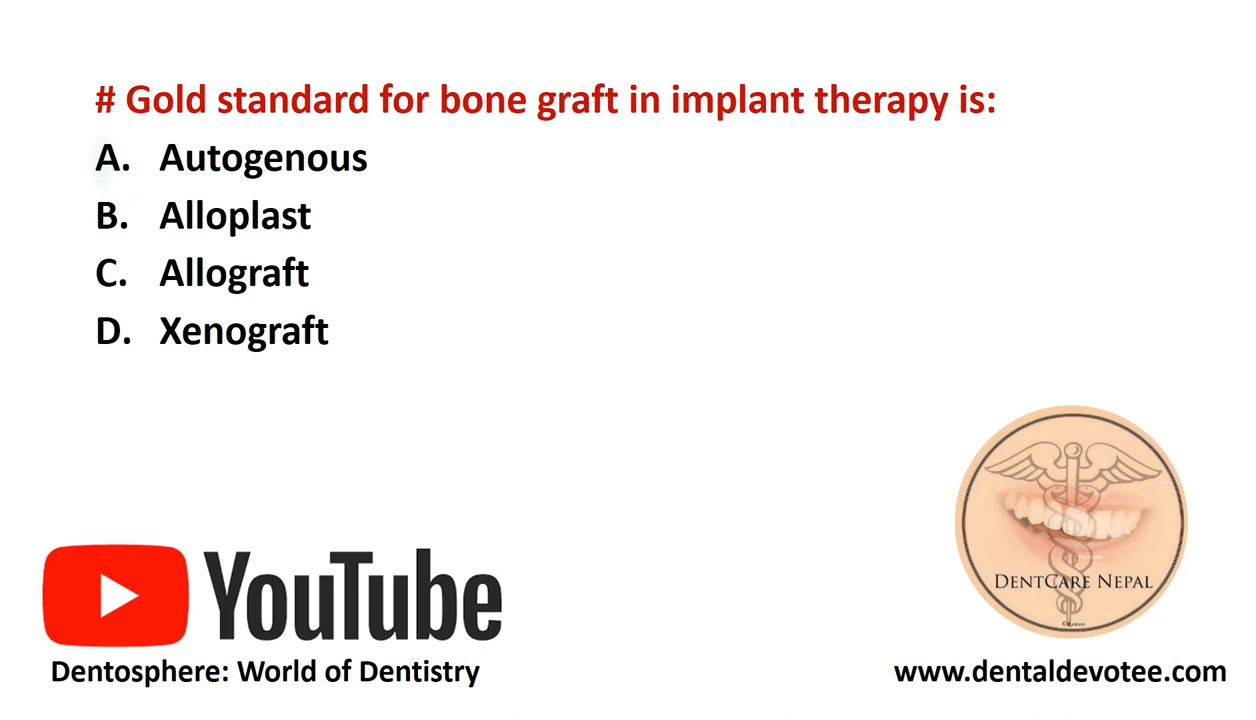 # Gold standard for bone graft in implant therapy is:
A. Autogenous
B. Alloplast
C. Allograft
D. Xenograft
DentCare Nepal
YouTube
Dentosphere: World of Dentistry
www.dentaldevotee.com